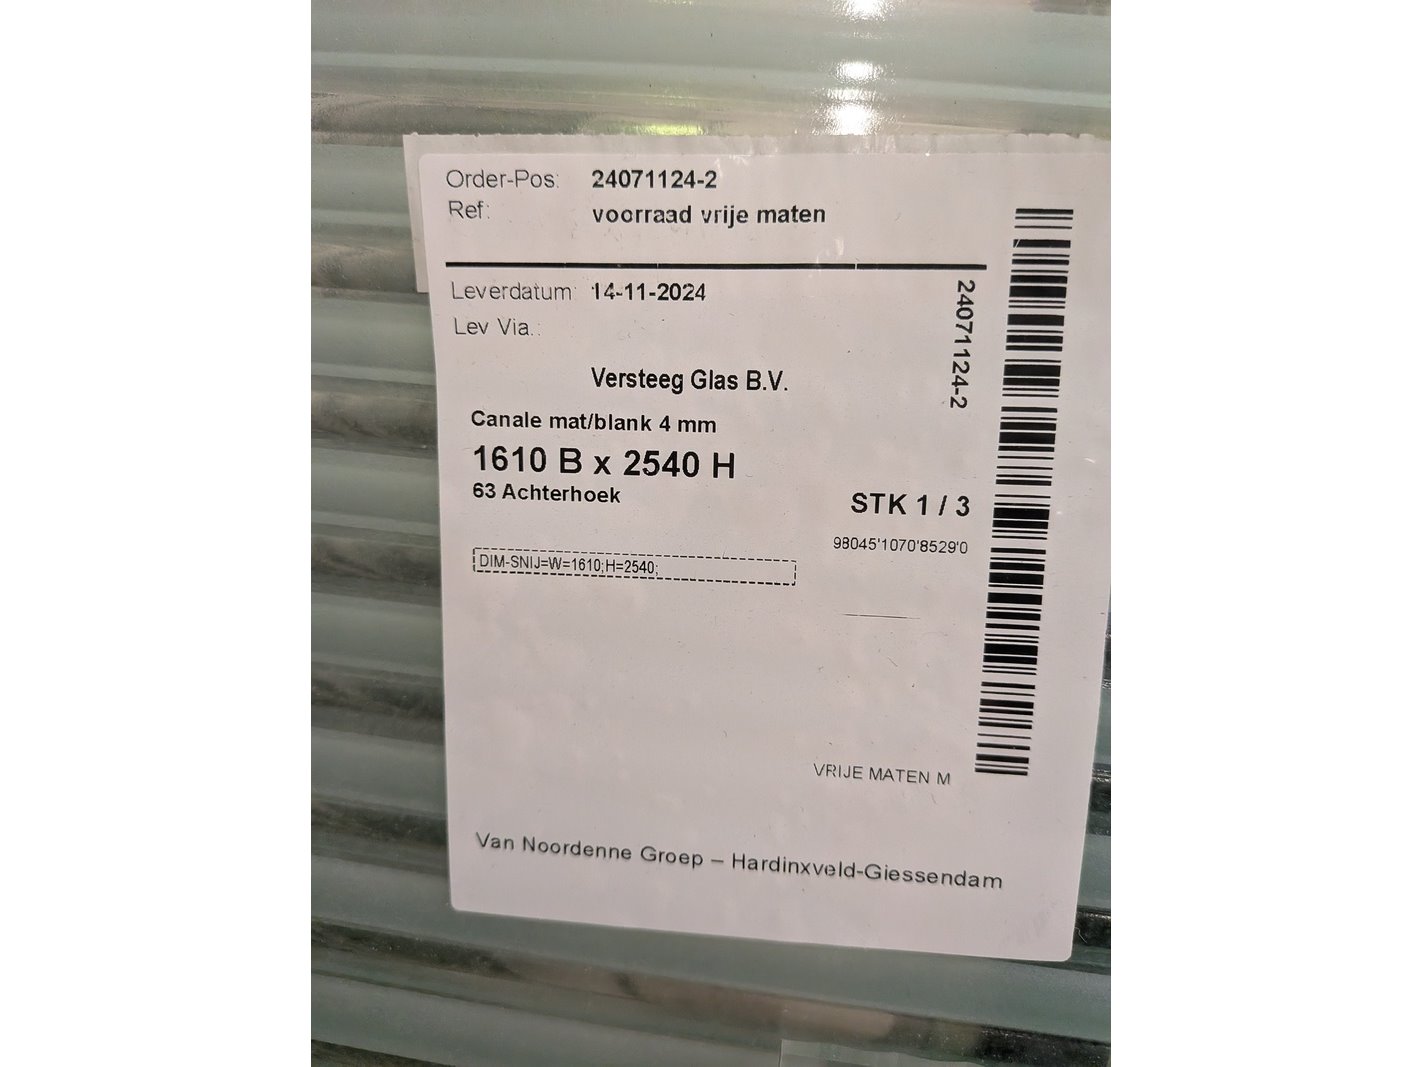 Order-Pos: 24071124-2
Ref: voorraad vrije maten
Leverdatum: 14-11-2024
Lev Via.:
24071124-2
Versteeg Glas B.V.
Canale mat/blank 4 mm
1610 B x 2540 H
63 Achterhoek
STK 1 / 3
98045'1070'8529'0
DIM-SNIJ=W=1610;H=2540;
VRIJE MATEN M
Van Noordenne Groep – Hardinxveld-Giessendam